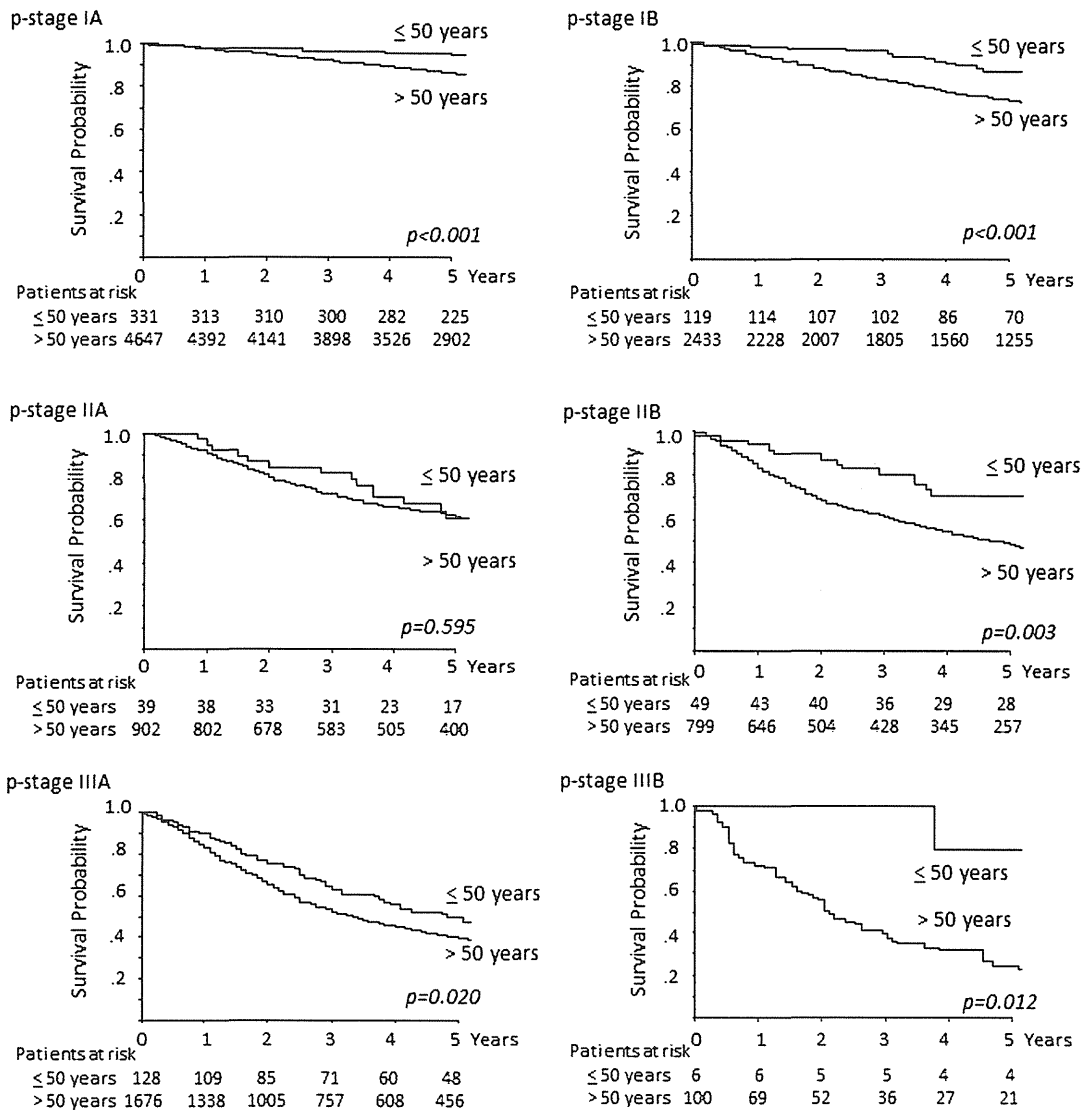 p-stage IA
1.0
.8
.6
.4
.2
Survival Probability
≤ 50 years
> 50 years
p<0.001
0 1 2 3 4 5 Years
Patients at risk
≤ 50 years 331 313 310 300 282 225
> 50 years 4647 4392 4141 3898 3526 2902
p-stage IB
1.0
.8
.6
.4
.2
Survival Probability
≤ 50 years
> 50 years
p<0.001
0 1 2 3 4 5 Years
Patients at risk
≤ 50 years 119 114 107 102 86 70
> 50 years 2433 2228 2007 1805 1560 1255
p-stage IIA
1.0
.8
.6
.4
.2
Survival Probability
≤ 50 years
> 50 years
p=0.595
0 1 2 3 4 5 Years
Patients at risk
≤ 50 years 39 38 33 31 23 17
> 50 years 902 802 678 583 505 400
p-stage IIB
1.0
.8
.6
.4
.2
Survival Probability
≤ 50 years
> 50 years
p=0.003
0 1 2 3 4 5 Years
Patients at risk
≤ 50 years 49 43 40 36 29 28
> 50 years 799 646 504 428 345 257
p-stage IIIA
1.0
.8
.6
.4
.2
Survival Probability
≤ 50 years
> 50 years
p=0.020
0 1 2 3 4 5 Years
Patients at risk
≤ 50 years 128 109 85 71 60 48
> 50 years 1676 1338 1005 757 608 456
p-stage IIIB
1.0
.8
.6
.4
.2
Survival Probability
≤ 50 years
> 50 years
p=0.012
0 1 2 3 4 5 Years
Patients at risk
≤ 50 years 6 6 5 5 4 4
> 50 years 100 69 52 36 27 21